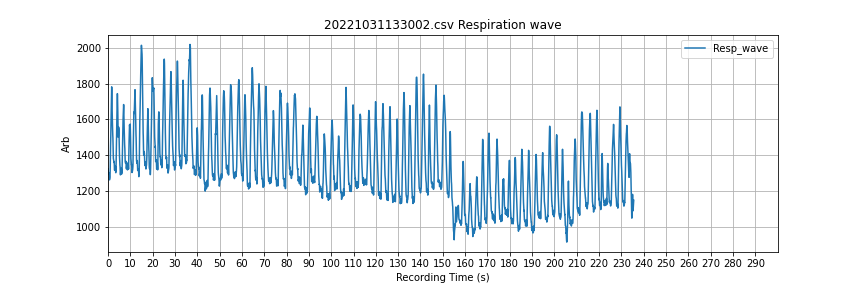 20221031133002.csv Respiration wave
Resp_wave
2000
1800
1600
1400
1200
1000
Arb
0 10 20 30 40 50 60 70 80 90 100 110 120 130 140 150 160 170 180 190 200 210 220 230 240 250 260 270 280 290
Recording Time (s)